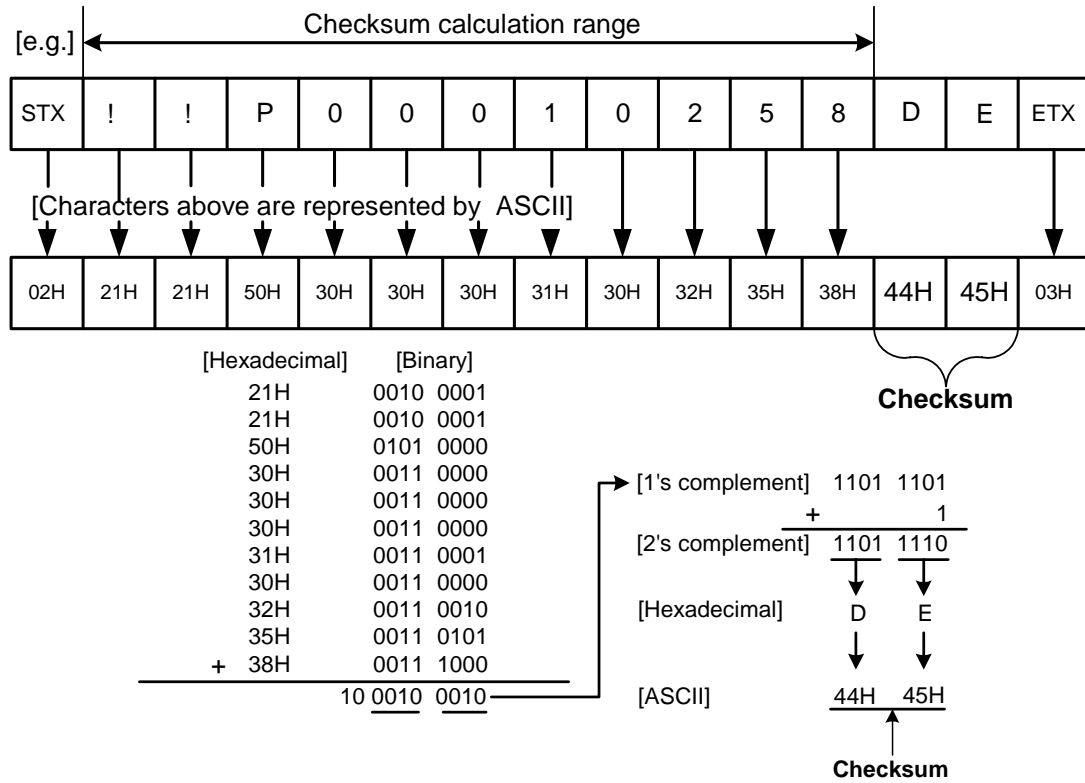 Checksum calculation range
[e.g.]
STX ! ! P 0 0 0 1 0 2 5 8 D E ETX
[Characters above are represented by ASCII]
02H 21H 21H 50H 30H 30H 30H 31H 30H 32H 35H 38H 44H 45H 03H
Checksum
[Hexadecimal] [Binary]
21H 0010 0001
21H 0010 0001
50H 0101 0000
30H 0011 0000
30H 0011 0000
30H 0011 0000
31H 0011 0001
30H 0011 0000
32H 0011 0010
35H 0011 0101
+ 38H 0011 1000
10 0010 0010
[1's complement] 1101 1101
+ 1
[2's complement] 1101 1110
[Hexadecimal] D E
[ASCII] 44H 45H
Checksum